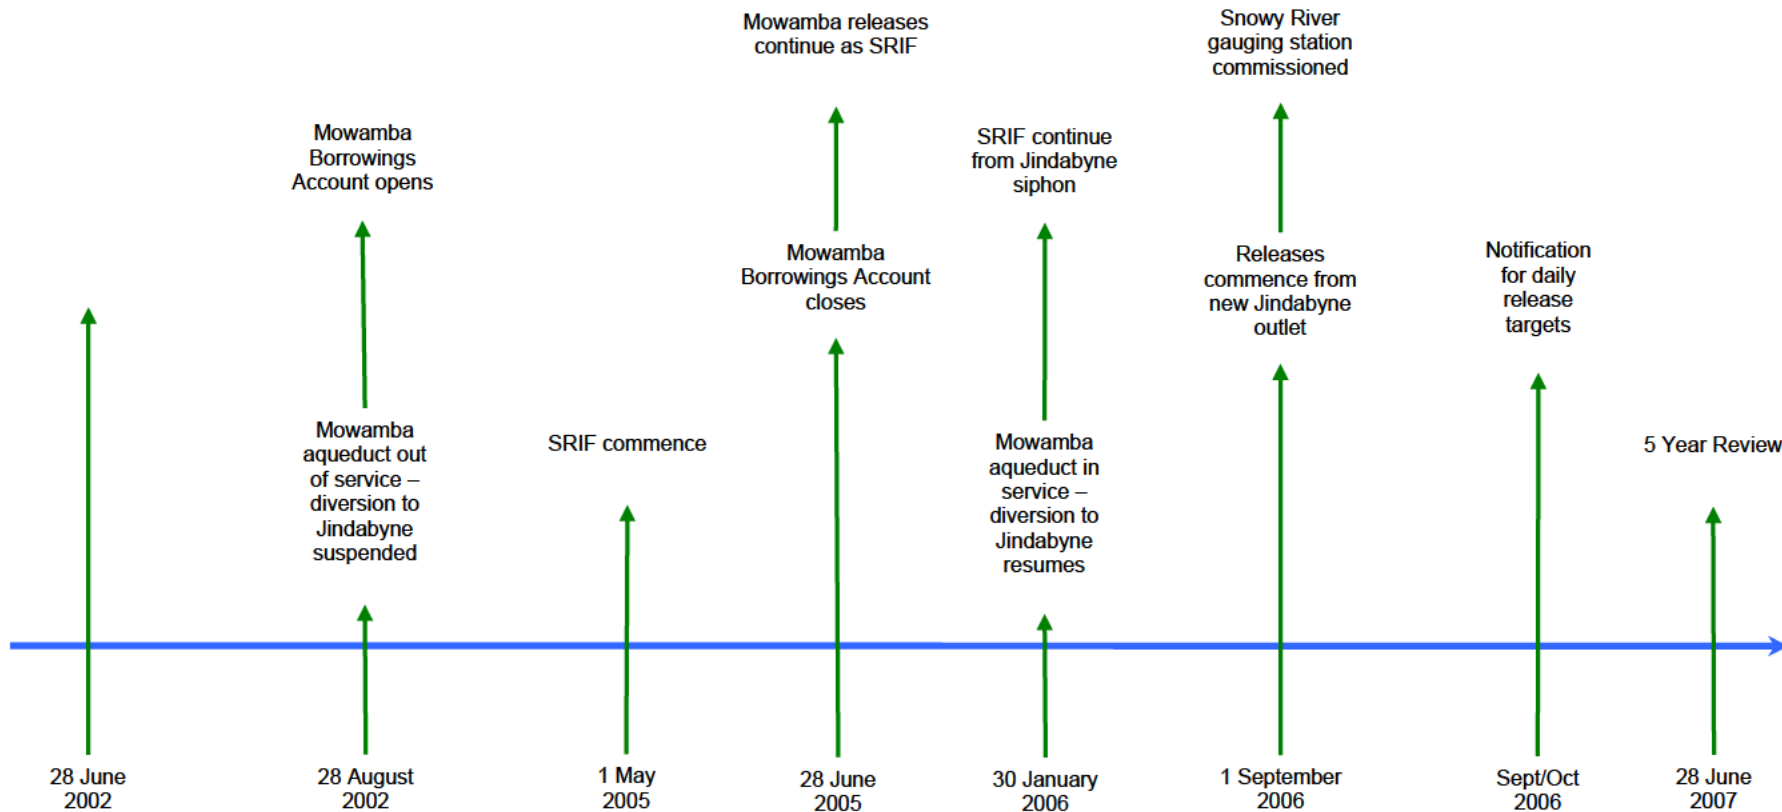 Mowamba releases
continue as SRIF
Snowy River
gauging station
commissioned
Mowamba
Borrowings
Account opens
SRIF continue
from Jindabyne
siphon
Mowamba
Borrowings Account
closes
Releases
commence from
new Jindabyne
outlet
Notification
for daily
release
targets
Mowamba
aqueduct out
of service –
diversion to
Jindabyne
suspended
SRIF commence
Mowamba
aqueduct in
service –
diversion to
Jindabyne
resumes
5 Year Review
28 June
2002
28 August
2002
1 May
2005
28 June
2005
30 January
2006
1 September
2006
Sept/Oct
2006
28 June
2007